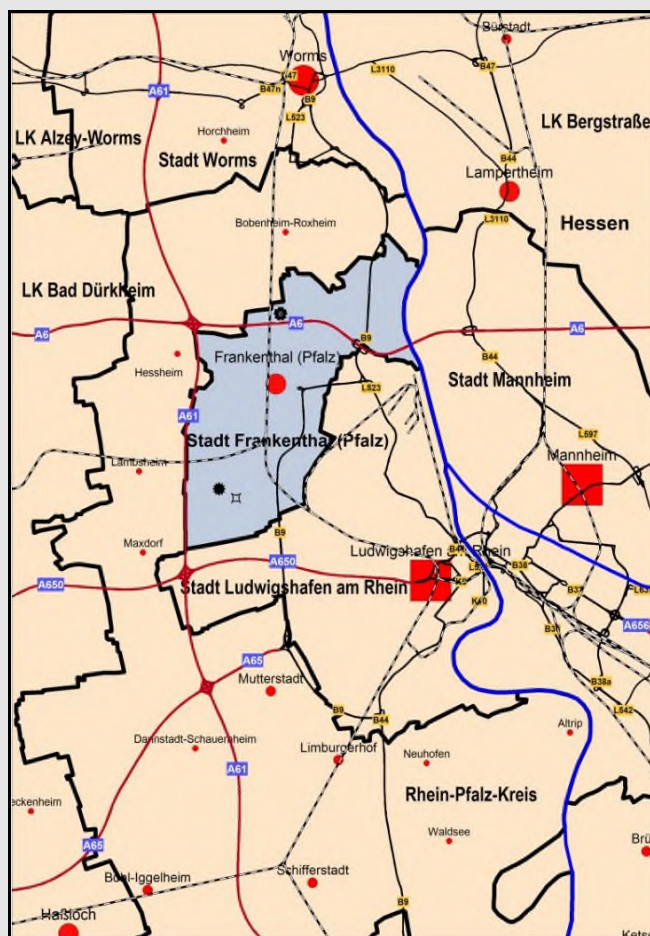 Bürstadt
Worms
B47
L3110
B47
A61
B47n
B9
L523
LK Alzey-Worms
Horchheim
Stadt Worms
LK Bergstraße
B44
Lampertheim
Bobenheim-Roxheim
L3110
Hessen
LK Bad Dürkheim
A6
A6
B9
A6
Hessheim
Frankenthal (Pfalz)
B44
L523
Stadt Mannheim
A61
Stadt Frankenthal (Pfalz)
L597
Lambsheim
Mannheim
B9
Maxdorf
Ludwigshafen am Rhein
A650
A650
Stadt Ludwigshafen am Rhein
B38
B37
A656
B36
A65
Mutterstadt
B38a
L542
B9
B44
Altrip
Dannstadt-Schauernheim
Limburgerhof
Neuhofen
A61
Rhein-Pfalz-Kreis
eckenheim
Waldsee
A65
Brü
Böhl-Iggelheim
Schifferstadt
B9
Haßloch
Ketsc